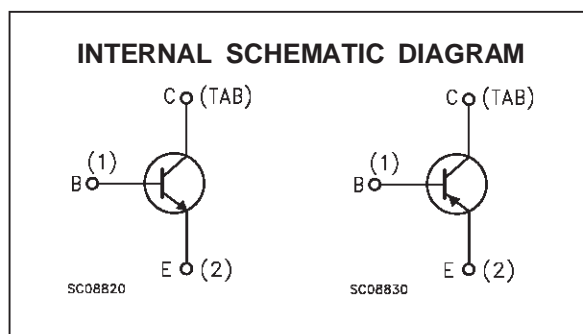 INTERNAL SCHEMATIC DIAGRAM
C (TAB) C (TAB)
(1) (1)
B B
E (2) E (2)
SC08820 SC08830